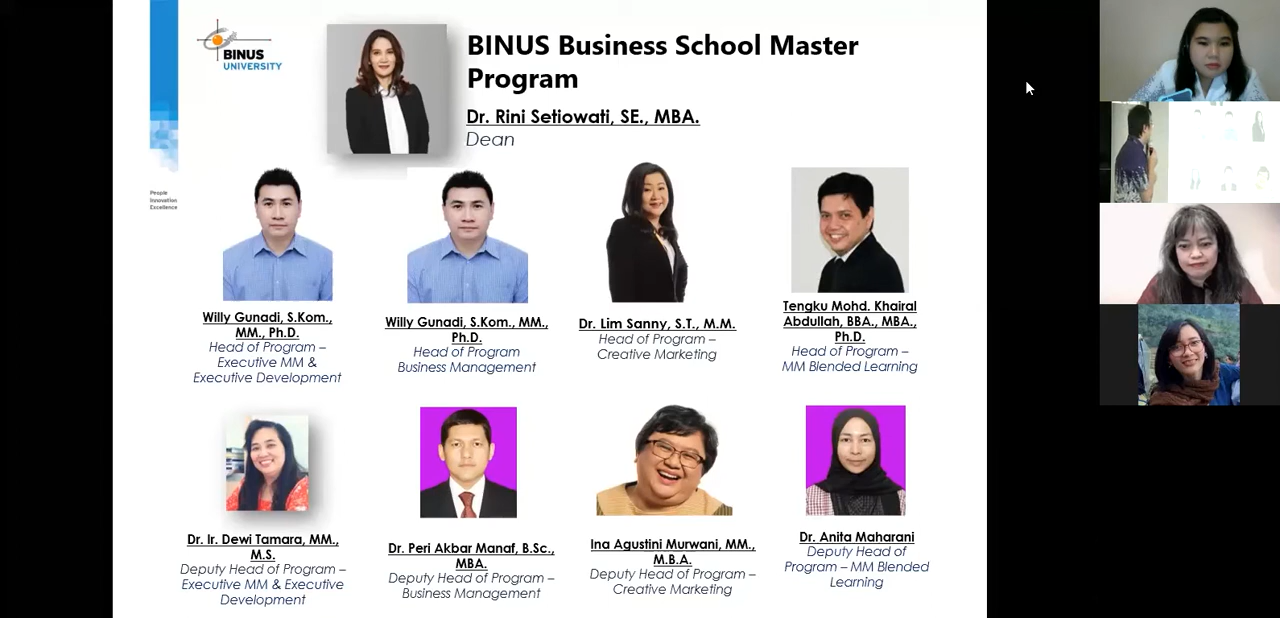 BINUS
UNIVERSITY
People
Innovation
Excellence
BINUS Business School Master
Program
Dr. Rini Setiowati, SE., MBA.
Dean
Willy Gunadi, S.Kom.,
MM., Ph.D.
Head of Program –
Executive MM &
Executive Development
Willy Gunadi, S.Kom., MM.,
Ph.D.
Head of Program
Business Management
Dr. Lim Sanny, S.T., M.M.
Head of Program –
Creative Marketing
Tengku Mohd. Khairal
Abdullah, BBA., MBA.,
Ph.D.
Head of Program –
MM Blended Learning
Dr. Ir. Dewi Tamara, MM.,
M.S.
Deputy Head of Program –
Executive MM & Executive
Development
Dr. Peri Akbar Manaf, B.Sc.,
MBA.
Deputy Head of Program –
Business Management
Ina Agustini Murwani, MM.,
M.B.A.
Deputy Head of Program –
Creative Marketing
Dr. Anita Maharani
Deputy Head of
Program – MM Blended
Learning